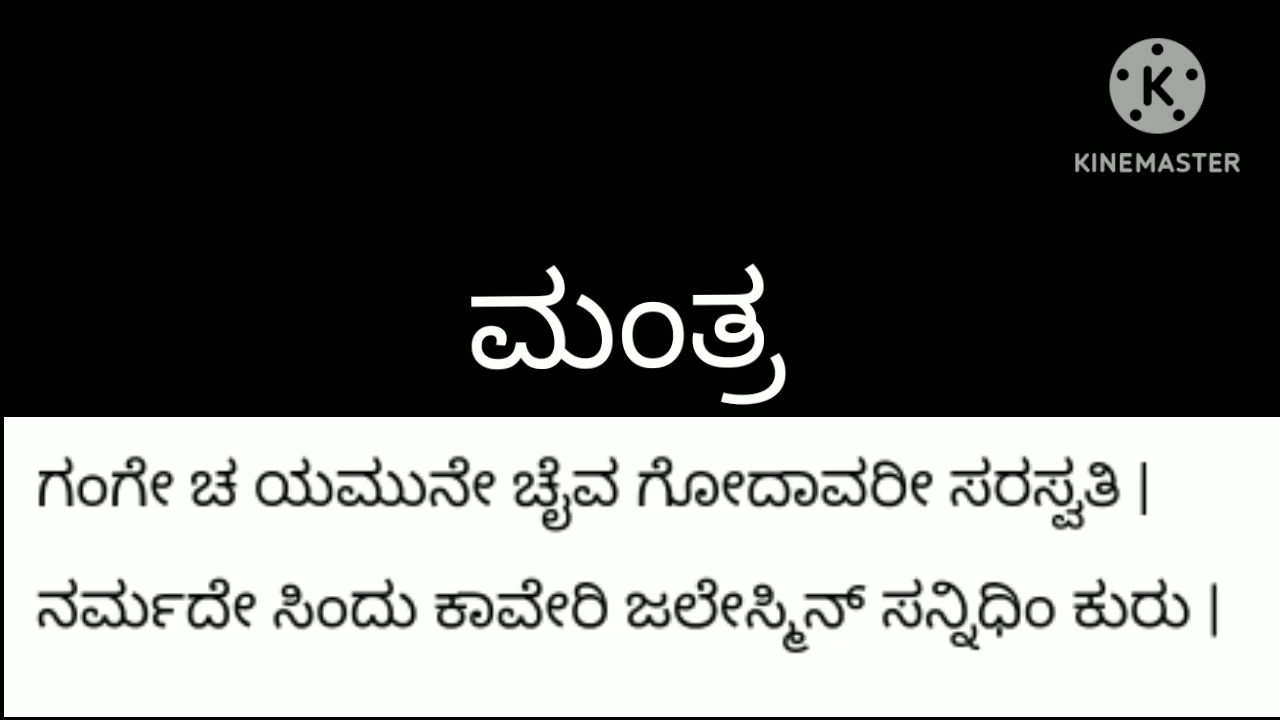 KINEMASTER
ಮಂತ್ರ
ಗಂಗೇ ಚ ಯಮುನೇ ಚೈವ ಗೋದಾವರೀ ಸರಸ್ವತಿ |
ನರ್ಮದೇ ಸಿಂದು ಕಾವೇರಿ ಜಲೇಸ್ಮಿನ್ ಸನ್ನಿಧಿಂ ಕುರು |